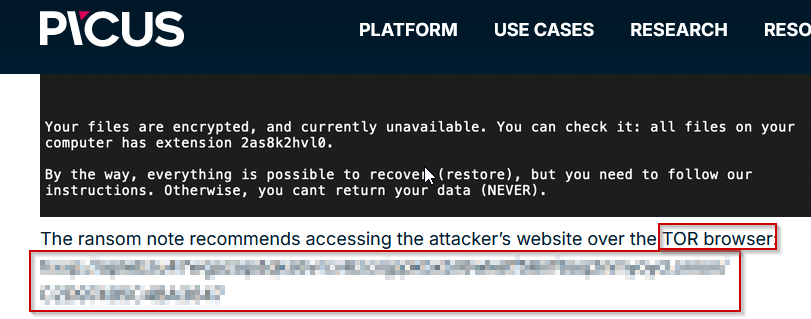 PICUS
PLATFORM USE CASES RESEARCH RESO
Your files are encrypted, and currently unavailable. You can check it: all files on your
computer has extension 2as8k2hvl0.
By the way, everything is possible to recover (restore), but you need to follow our
instructions. Otherwise, you cant return your data (NEVER).
The ransom note recommends accessing the attacker's website over the TOR browser: